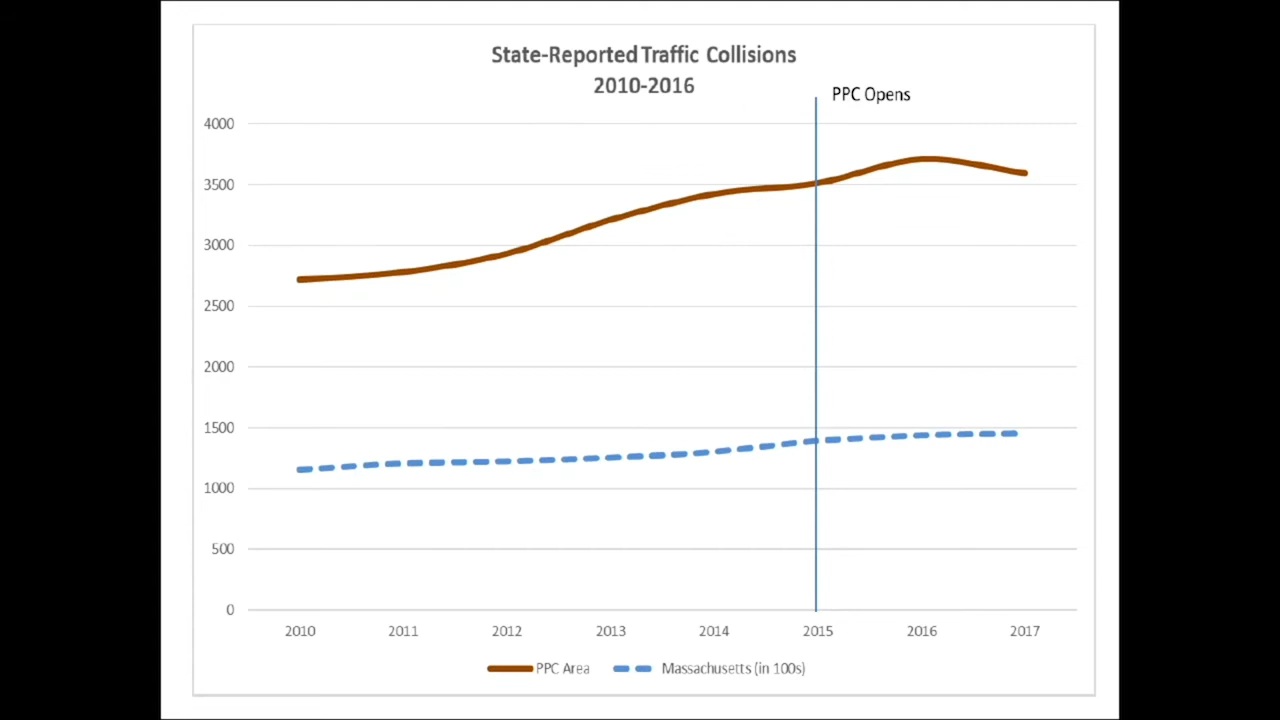 State-Reported Traffic Collisions
2010-2016
PPC Opens
4000
3500
3000
2500
2000
1500
1000
500
0
2010 2011 2012 2013 2014 2015 2016 2017
PPC Area Massachusetts (in 100s)